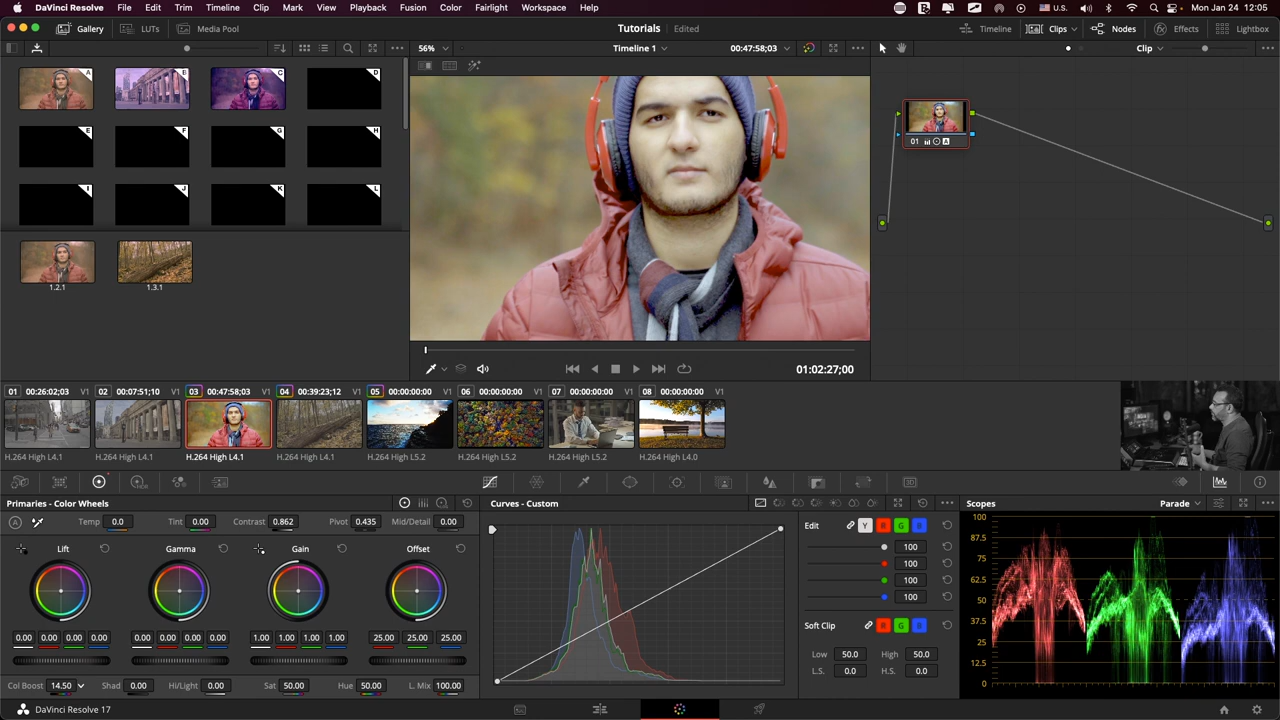 DaVinci Resolve File Edit Trim Timeline Clip Mark View Playback Fusion Color Fairlight Workspace Help U.S. Mon Jan 24 12:05
Gallery LUTs Media Pool Tutorials Edited Timeline Clips Nodes Effects Lightbox
56% Timeline 1 00:47:58;03 Clip
A B C D
E F G H
I J K L
01
1.2.1 1.3.1
01:02:27;00
01 00:26:02;03 V1 02 00:07:51;10 V1 03 00:47:58;03 V1 04 00:39:23;12 V1 05 00:00:00:00 V1 06 00:00:00:00 V1 07 00:00:00:00 V1 08 00:00:00:00 V1
H.264 High L4.1 H.264 High L4.1 H.264 High L4.1 H.264 High L4.1 H.264 High L5.2 H.264 High L5.2 H.264 High L5.2 H.264 High L4.0
Primaries - Color Wheels Curves - Custom Scopes Parade
Temp 0.0 Tint 0.00 Contrast 0.862 Pivot 0.435 Mid/Detail 0.00
Lift Gamma Gain Offset
0.00 0.00 0.00 0.00 0.00 0.00 0.00 0.00 1.00 1.00 1.00 1.00 25.00 25.00 25.00
Col Boost 14.50 Shad 0.00 Hi/Light 0.00 Sat 50.00 Hue 50.00 L. Mix 100.00
Edit Y R G B
100
100
100
100
Soft Clip R G B
Low 50.0 High 50.0
L.S. 0.0 H.S. 0.0
100
87.5
75
62.5
50
37.5
25
12.5
0
DaVinci Resolve 17